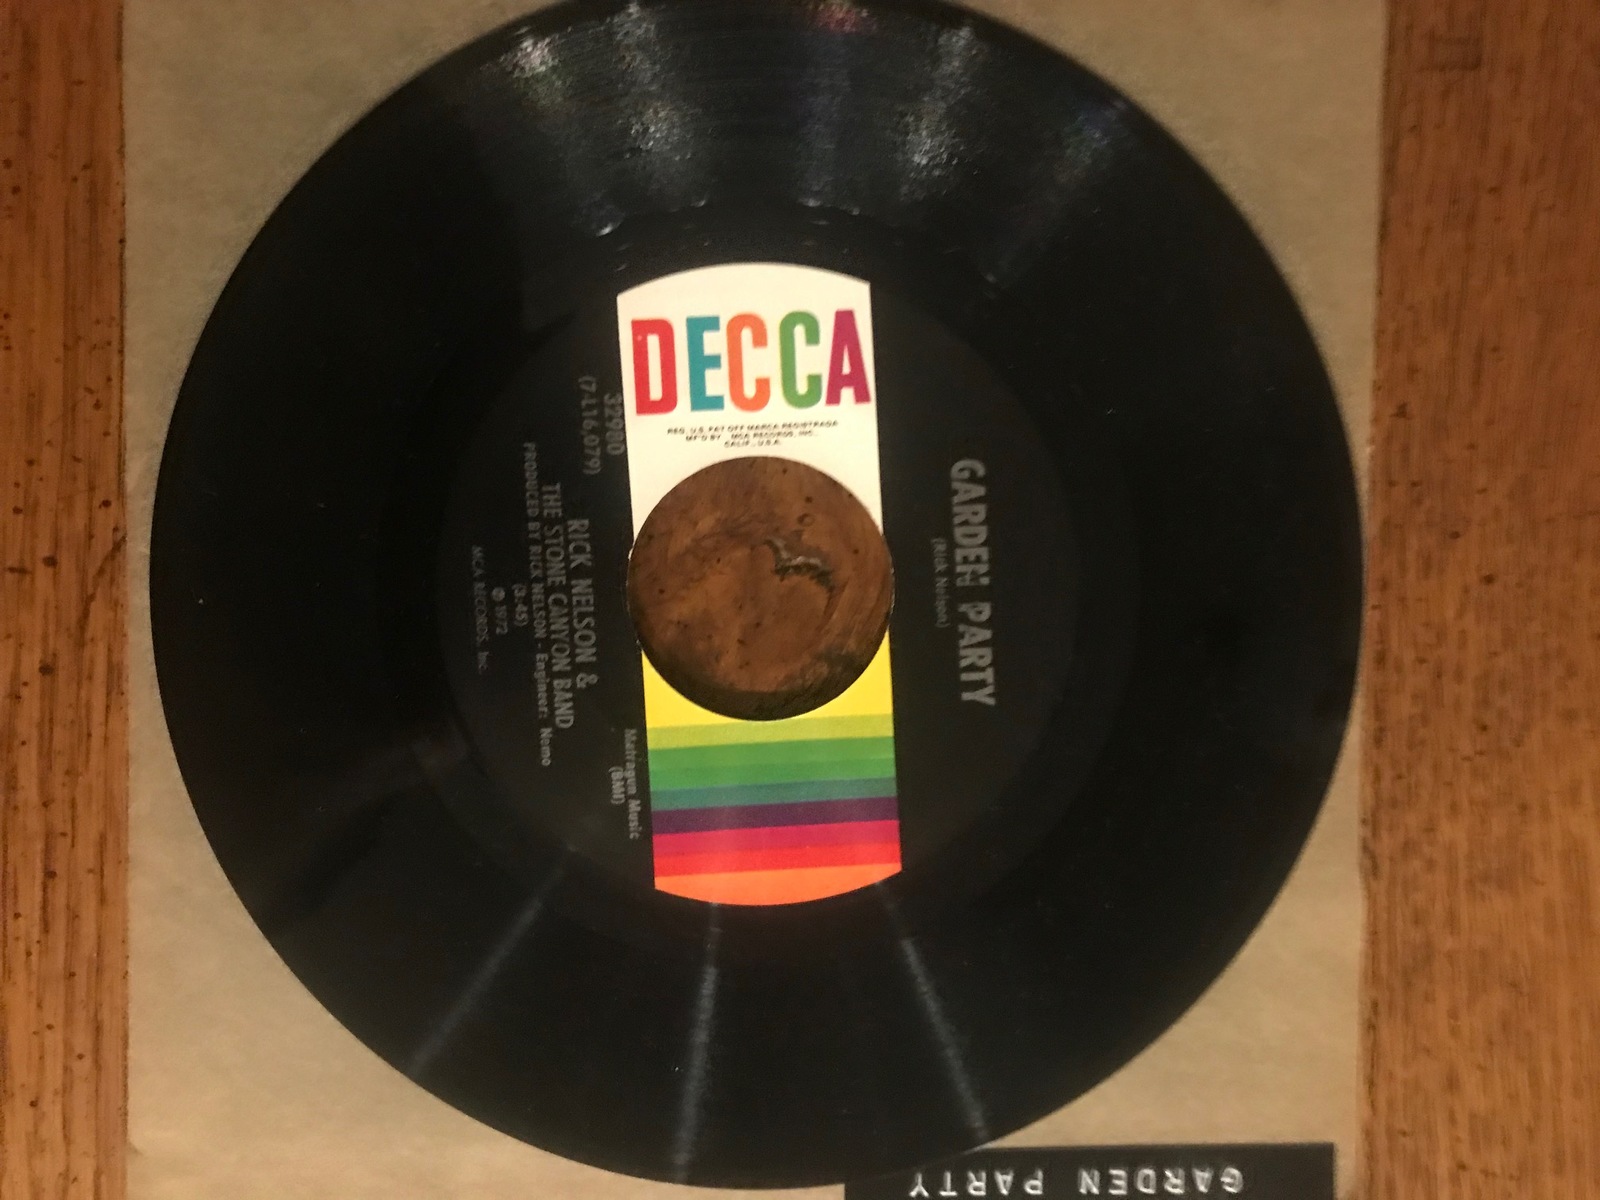 DECCA
REG. U.S. PAT OFF MARCA REGISTRADA
MF'D BY MCA RECORDS, INC.,
CALIF., U.S.A.
GARDEN PARTY
(Rick Nelson)
Matragun Music
(BMI)
32980
(7-116,079)
RICK NELSON &
THE STONE CANYON BAND
PRODUCED BY RICK NELSON - Engineer: Nemo
(3:45)
℗ 1972
MCA RECORDS, Inc.
GARDEN PARTY